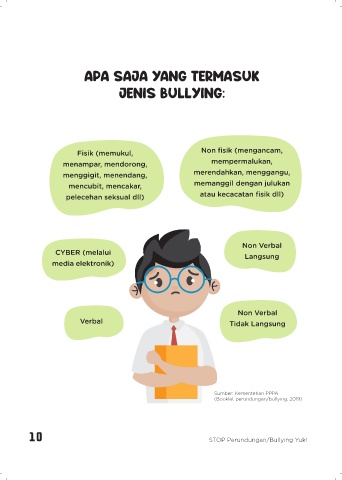 APA SAJA YANG TERMASUK
JENIS BULLYING:
Fisik (memukul,
menampar, mendorong,
menggigit, menendang,
mencubit, mencakar,
pelecehan seksual dll)
Non fisik (mengancam,
mempermalukan,
merendahkan, menggangu,
memanggil dengan julukan
atau kecacatan fisik dll)
CYBER (melalui
media elektronik)
Non Verbal
Langsung
Verbal
Non Verbal
Tidak Langsung
Sumber: Kementerian PPPA
(Booklet perundungan/bullying, 2019)
10
STOP Perundungan/Bullying Yuk!